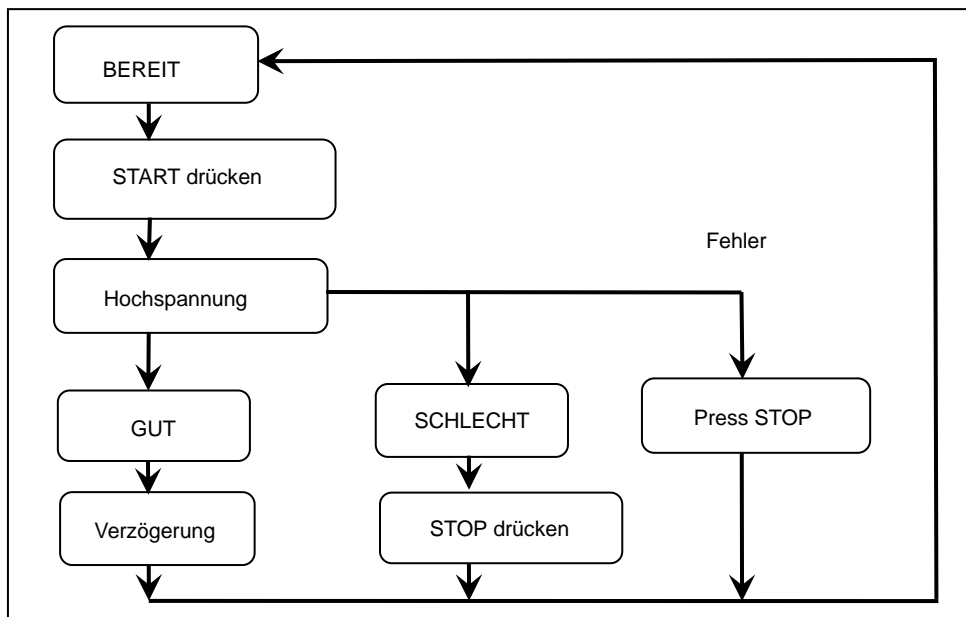 BEREIT
START drücken
Fehler
Hochspannung
GUT
SCHLECHT
Press STOP
Verzögerung
STOP drücken